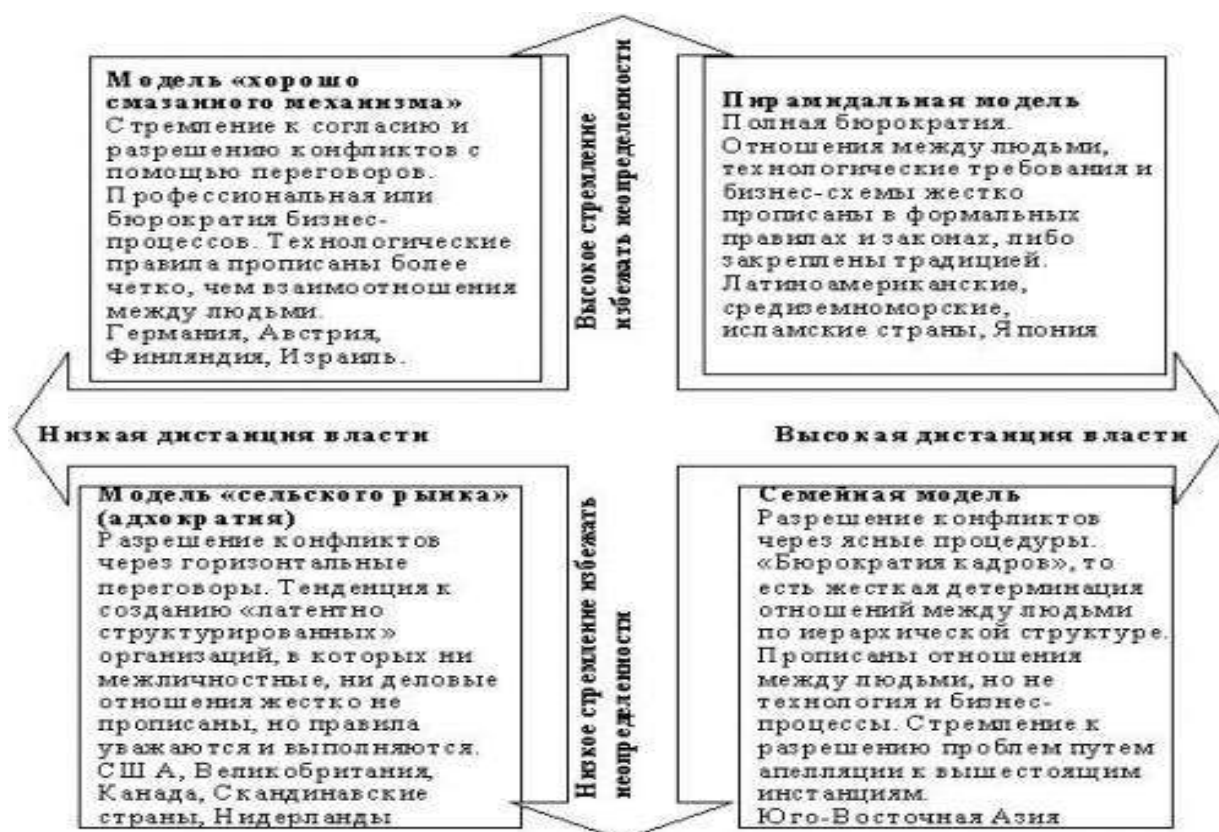 Модель «хорошо
смазанного механизма»
Стремление к согласию и
разрешению конфликтов с
помощью переговоров.
Профессиональная или
бюрократия бизнес-
процессов. Технологические
правила прописаны более
четко, чем взаимоотношения
между людьми.
Германия, Австрия,
Финляндия, Израиль.
Высокое стремление
избежать неопределенности
Пирамидальная модель
Полная бюрократия.
Отношения между людьми,
технологические требования и
бизнес-схемы жестко
прописаны в формальных
правилах и законах, либо
закреплены традицией.
Латиноамериканские,
средиземноморские,
исламские страны, Япония
Низкая дистанция власти
Высокая дистанция власти
Модель «сельского рынка»
(адхократия)
Разрешение конфликтов
через горизонтальные
переговоры. Тенденция к
созданию «латентно
структурированных»
организаций, в которых ни
межличностные, ни деловые
отношения жестко не
прописаны, но правила
уважаются и выполняются.
США, Великобритания,
Канада, Скандинавские
страны, Нидерланды
Низкое стремление избежать
неопределенности
Семейная модель
Разрешение конфликтов
через ясные процедуры.
«Бюрократия кадров», то
есть жесткая детерминация
отношений между людьми
по иерархической структуре.
Прописаны отношения
между людьми, но не
технология и бизнес-
процессы. Стремление к
разрешению проблем путем
апелляции к вышестоящим
инстанциям.
Юго-Восточная Азия